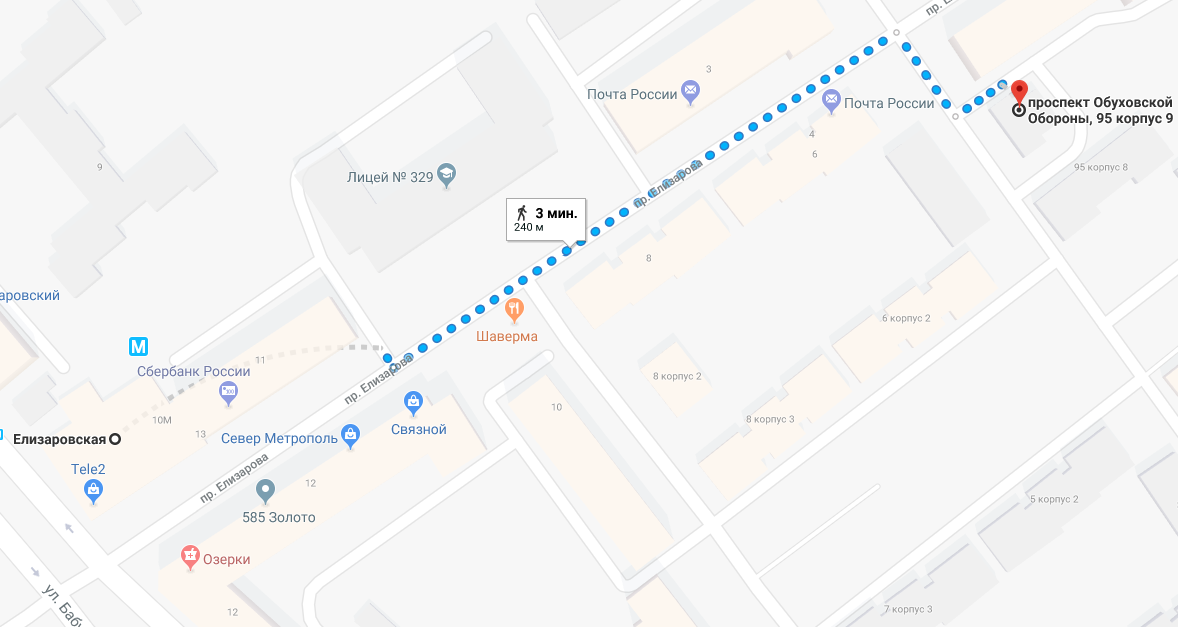 пр. Е
3
Почта России
Почта России
проспект Обуховской
Обороны, 95 корпус 9
4
6
9
Лицей № 329
95 корпус 8
пр. Елизарова
3 мин.
240 м
8
аровский
Шаверма
6 корпус 2
11
Сбербанк России
пр. Елизарова
8 корпус 2
10
Связной
8 корпус 3
10М
13
Север Метрополь
Елизаровская
Tele2
пр. Елизарова
12
585 Золото
5 корпус 2
Озерки
ул. Баб
12
7 корпус 3